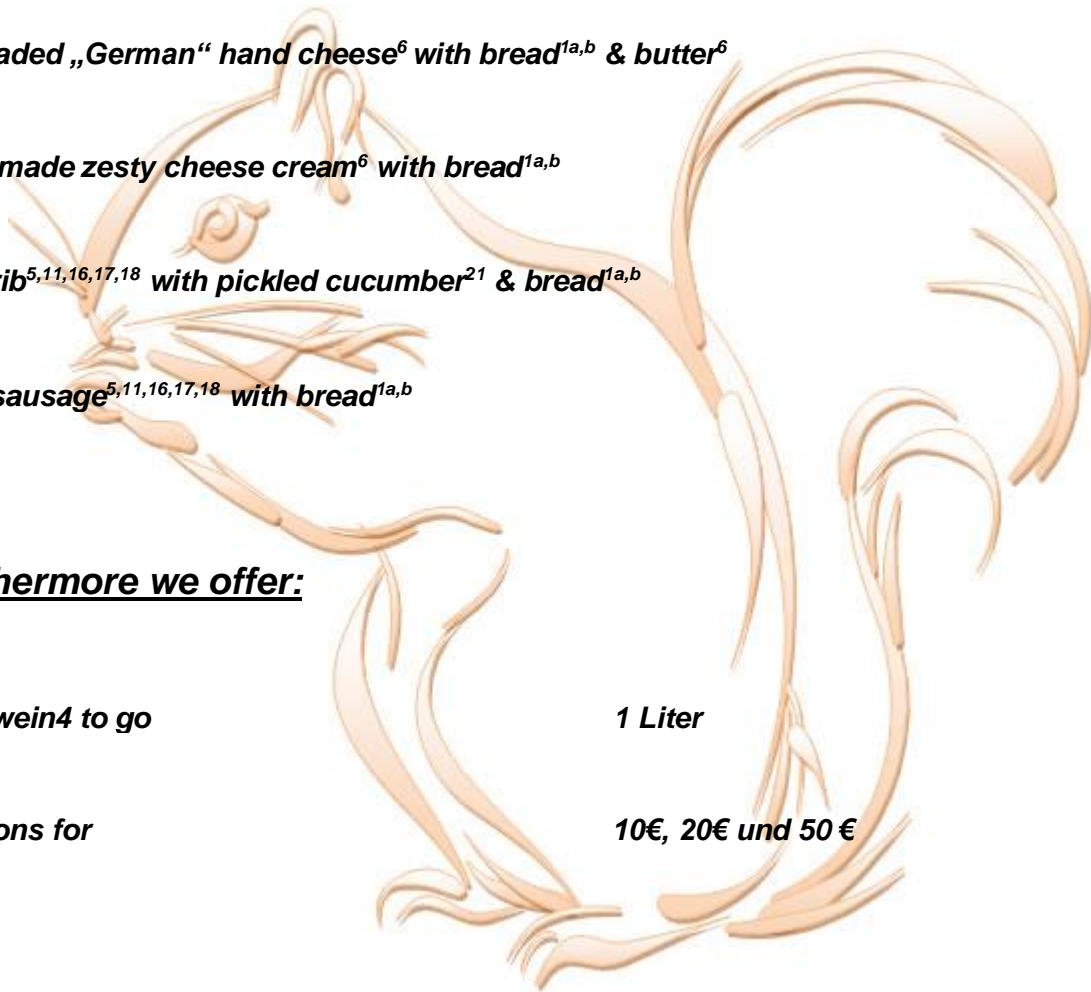 aded „German“ hand cheese⁶ with bread¹ᵃ,ᵇ & butter⁶
made zesty cheese cream⁶ with bread¹ᵃ,ᵇ
rib⁵,¹¹,¹⁶,¹⁷,¹⁸ with pickled cucumber²¹ & bread¹ᵃ,ᵇ
sausage⁵,¹¹,¹⁶,¹⁷,¹⁸ with bread¹ᵃ,ᵇ
hermore we offer:
wein4 to go 1 Liter
ons for 10€, 20€ und 50 €